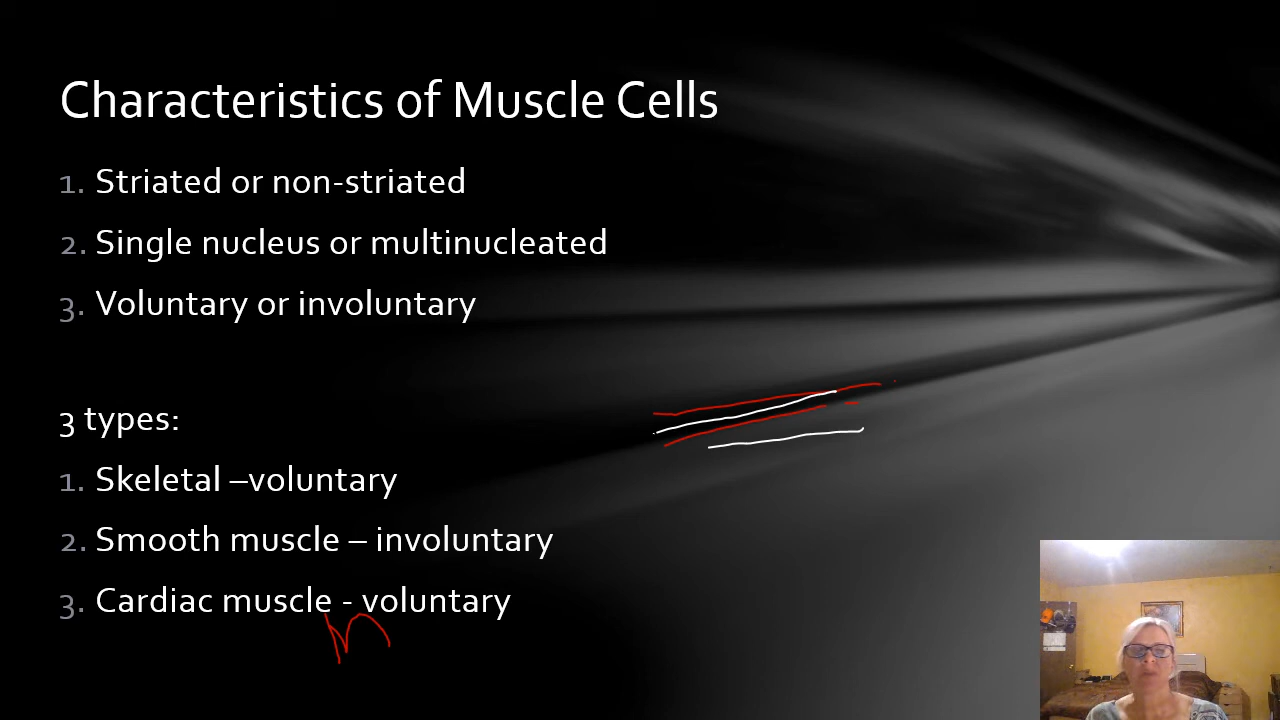 Characteristics of Muscle Cells
1. Striated or non-striated
2. Single nucleus or multinucleated
3. Voluntary or involuntary
3 types:
1. Skeletal –voluntary
2. Smooth muscle – involuntary
3. Cardiac muscle - voluntary